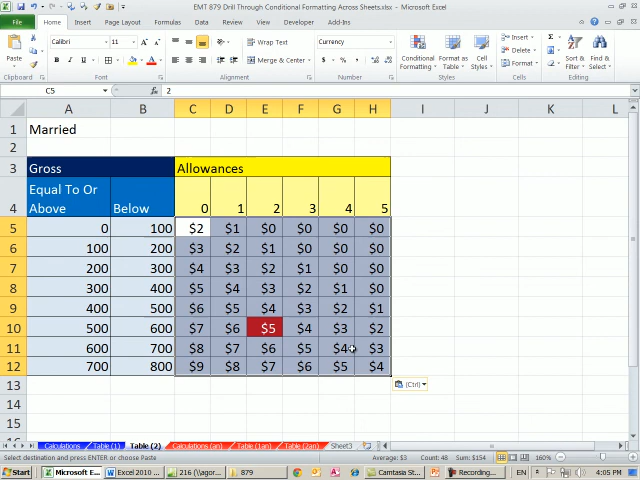 EMT 879 Drill Through Conditional Formatting Across Sheets.xlsx - Microsoft Excel
File Home Insert Page Layout Formulas Data Review View Developer Add-Ins
Calibri 11 Wrap Text Currency Insert
Paste Merge & Center Conditional Formatting Format as Table Cell Styles Delete Format Sort & Filter Find & Select
Clipboard Font Alignment Number Styles Cells Editing
C5 fx 2
A B C D E F G H I J K L
1 Married
2
3 Gross Allowances
4 Equal To Or Above Below 0 1 2 3 4 5
5 0 100 $2 $1 $0 $0 $0 $0
6 100 200 $3 $2 $1 $0 $0 $0
7 200 300 $4 $3 $2 $1 $0 $0
8 300 400 $5 $4 $3 $2 $1 $0
9 400 500 $6 $5 $4 $3 $2 $1
10 500 600 $7 $6 $5 $4 $3 $2
11 600 700 $8 $7 $6 $5 $4 $3
12 700 800 $9 $8 $7 $6 $5 $4
(Ctrl)
13
14
15
16
Calculations Table (1) Table (2) Calculations (an) Table (1an) Table (2an) Sheet3
Select destination and press ENTER or choose Paste Average: $3 Count: 48 Sum: $154 160%
Start Microsoft E... Excel 2010 ... 216 (\\agor... 879 Camtasia St... Recording... EN 4:05 PM